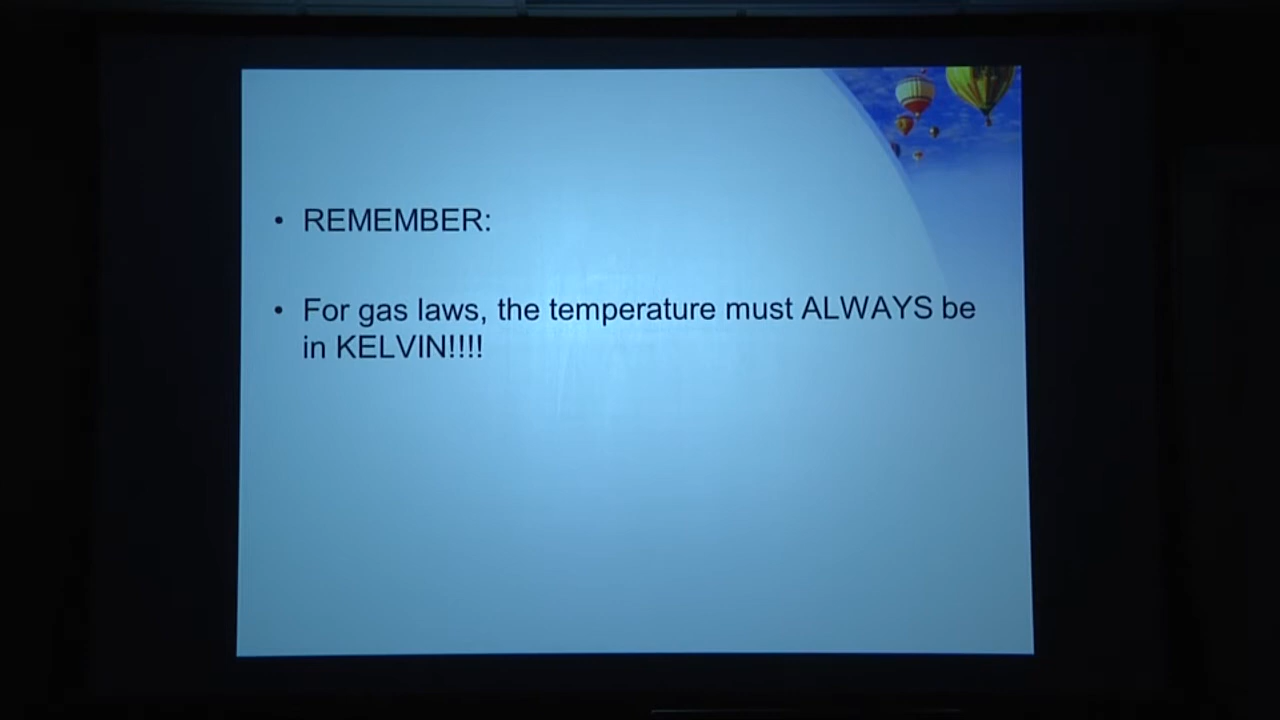 • REMEMBER:
• For gas laws, the temperature must ALWAYS be
in KELVIN!!!!